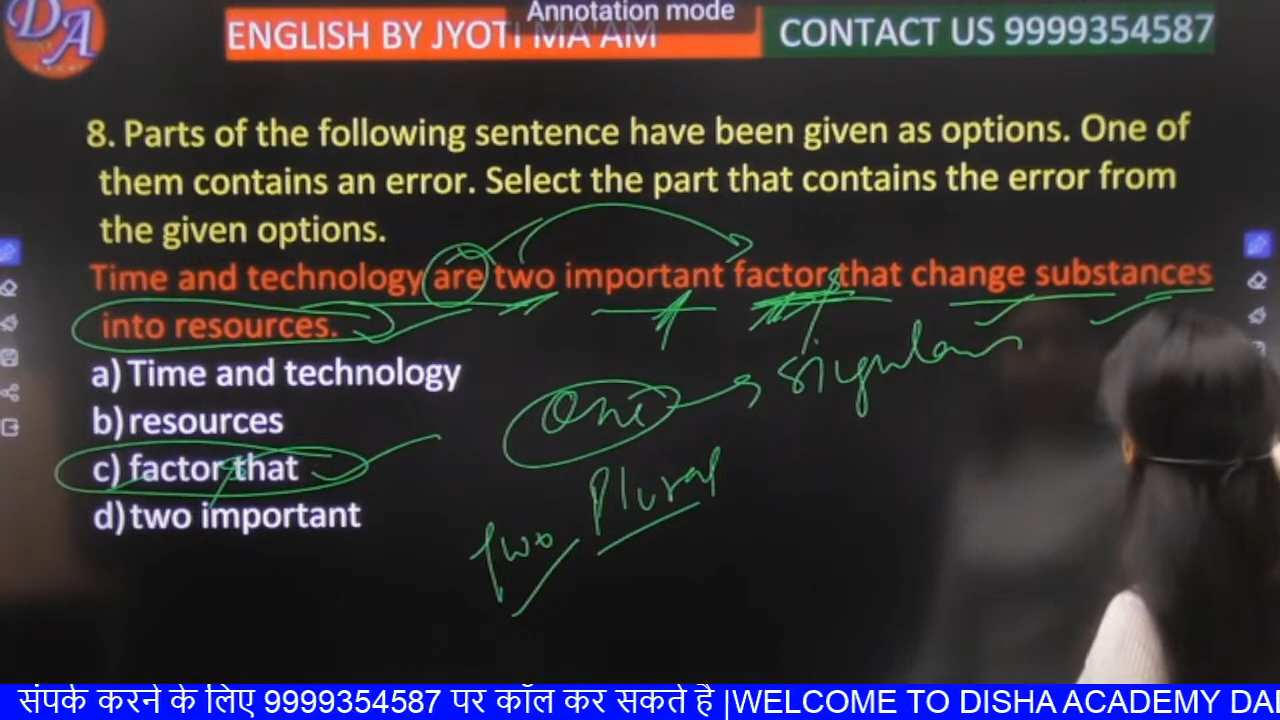 DA
Annotation mode
ENGLISH BY JYOTI MA'AM
CONTACT US 9999354587
8. Parts of the following sentence have been given as options. One of
them contains an error. Select the part that contains the error from
the given options.
Time and technology are two important factor that change substances
into resources.
a) Time and technology
b) resources
c) factor that
d) two important
s
one
singular
two
Plural
संपर्क करने के लिए 9999354587 पर कॉल कर सकते है |WELCOME TO DISHA ACADEMY DA